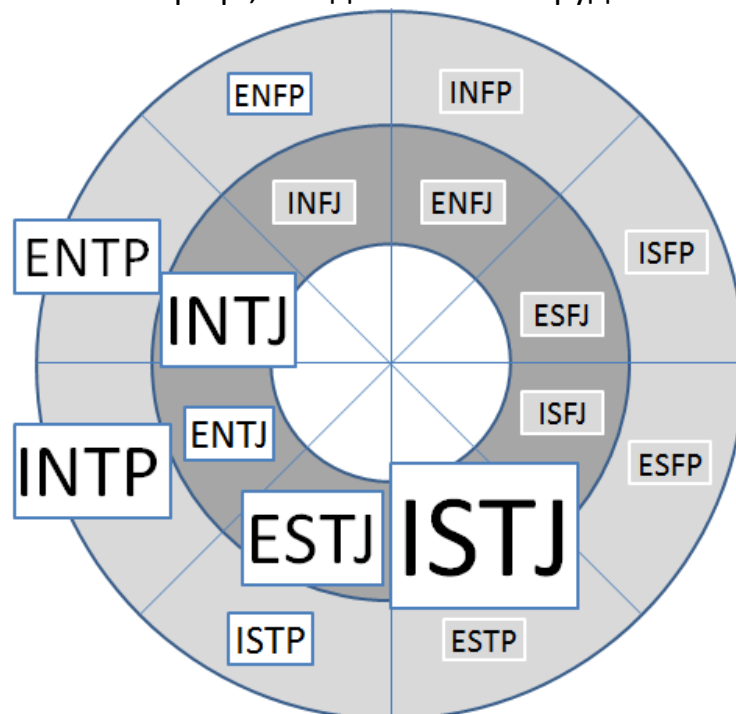 ENFP
INFP
INFJ
ENFJ
ENTP
ISFP
INTJ
ESFJ
ISFJ
ENTJ
INTP
ESFP
ESTJ
ISTJ
ISTP
ESTP